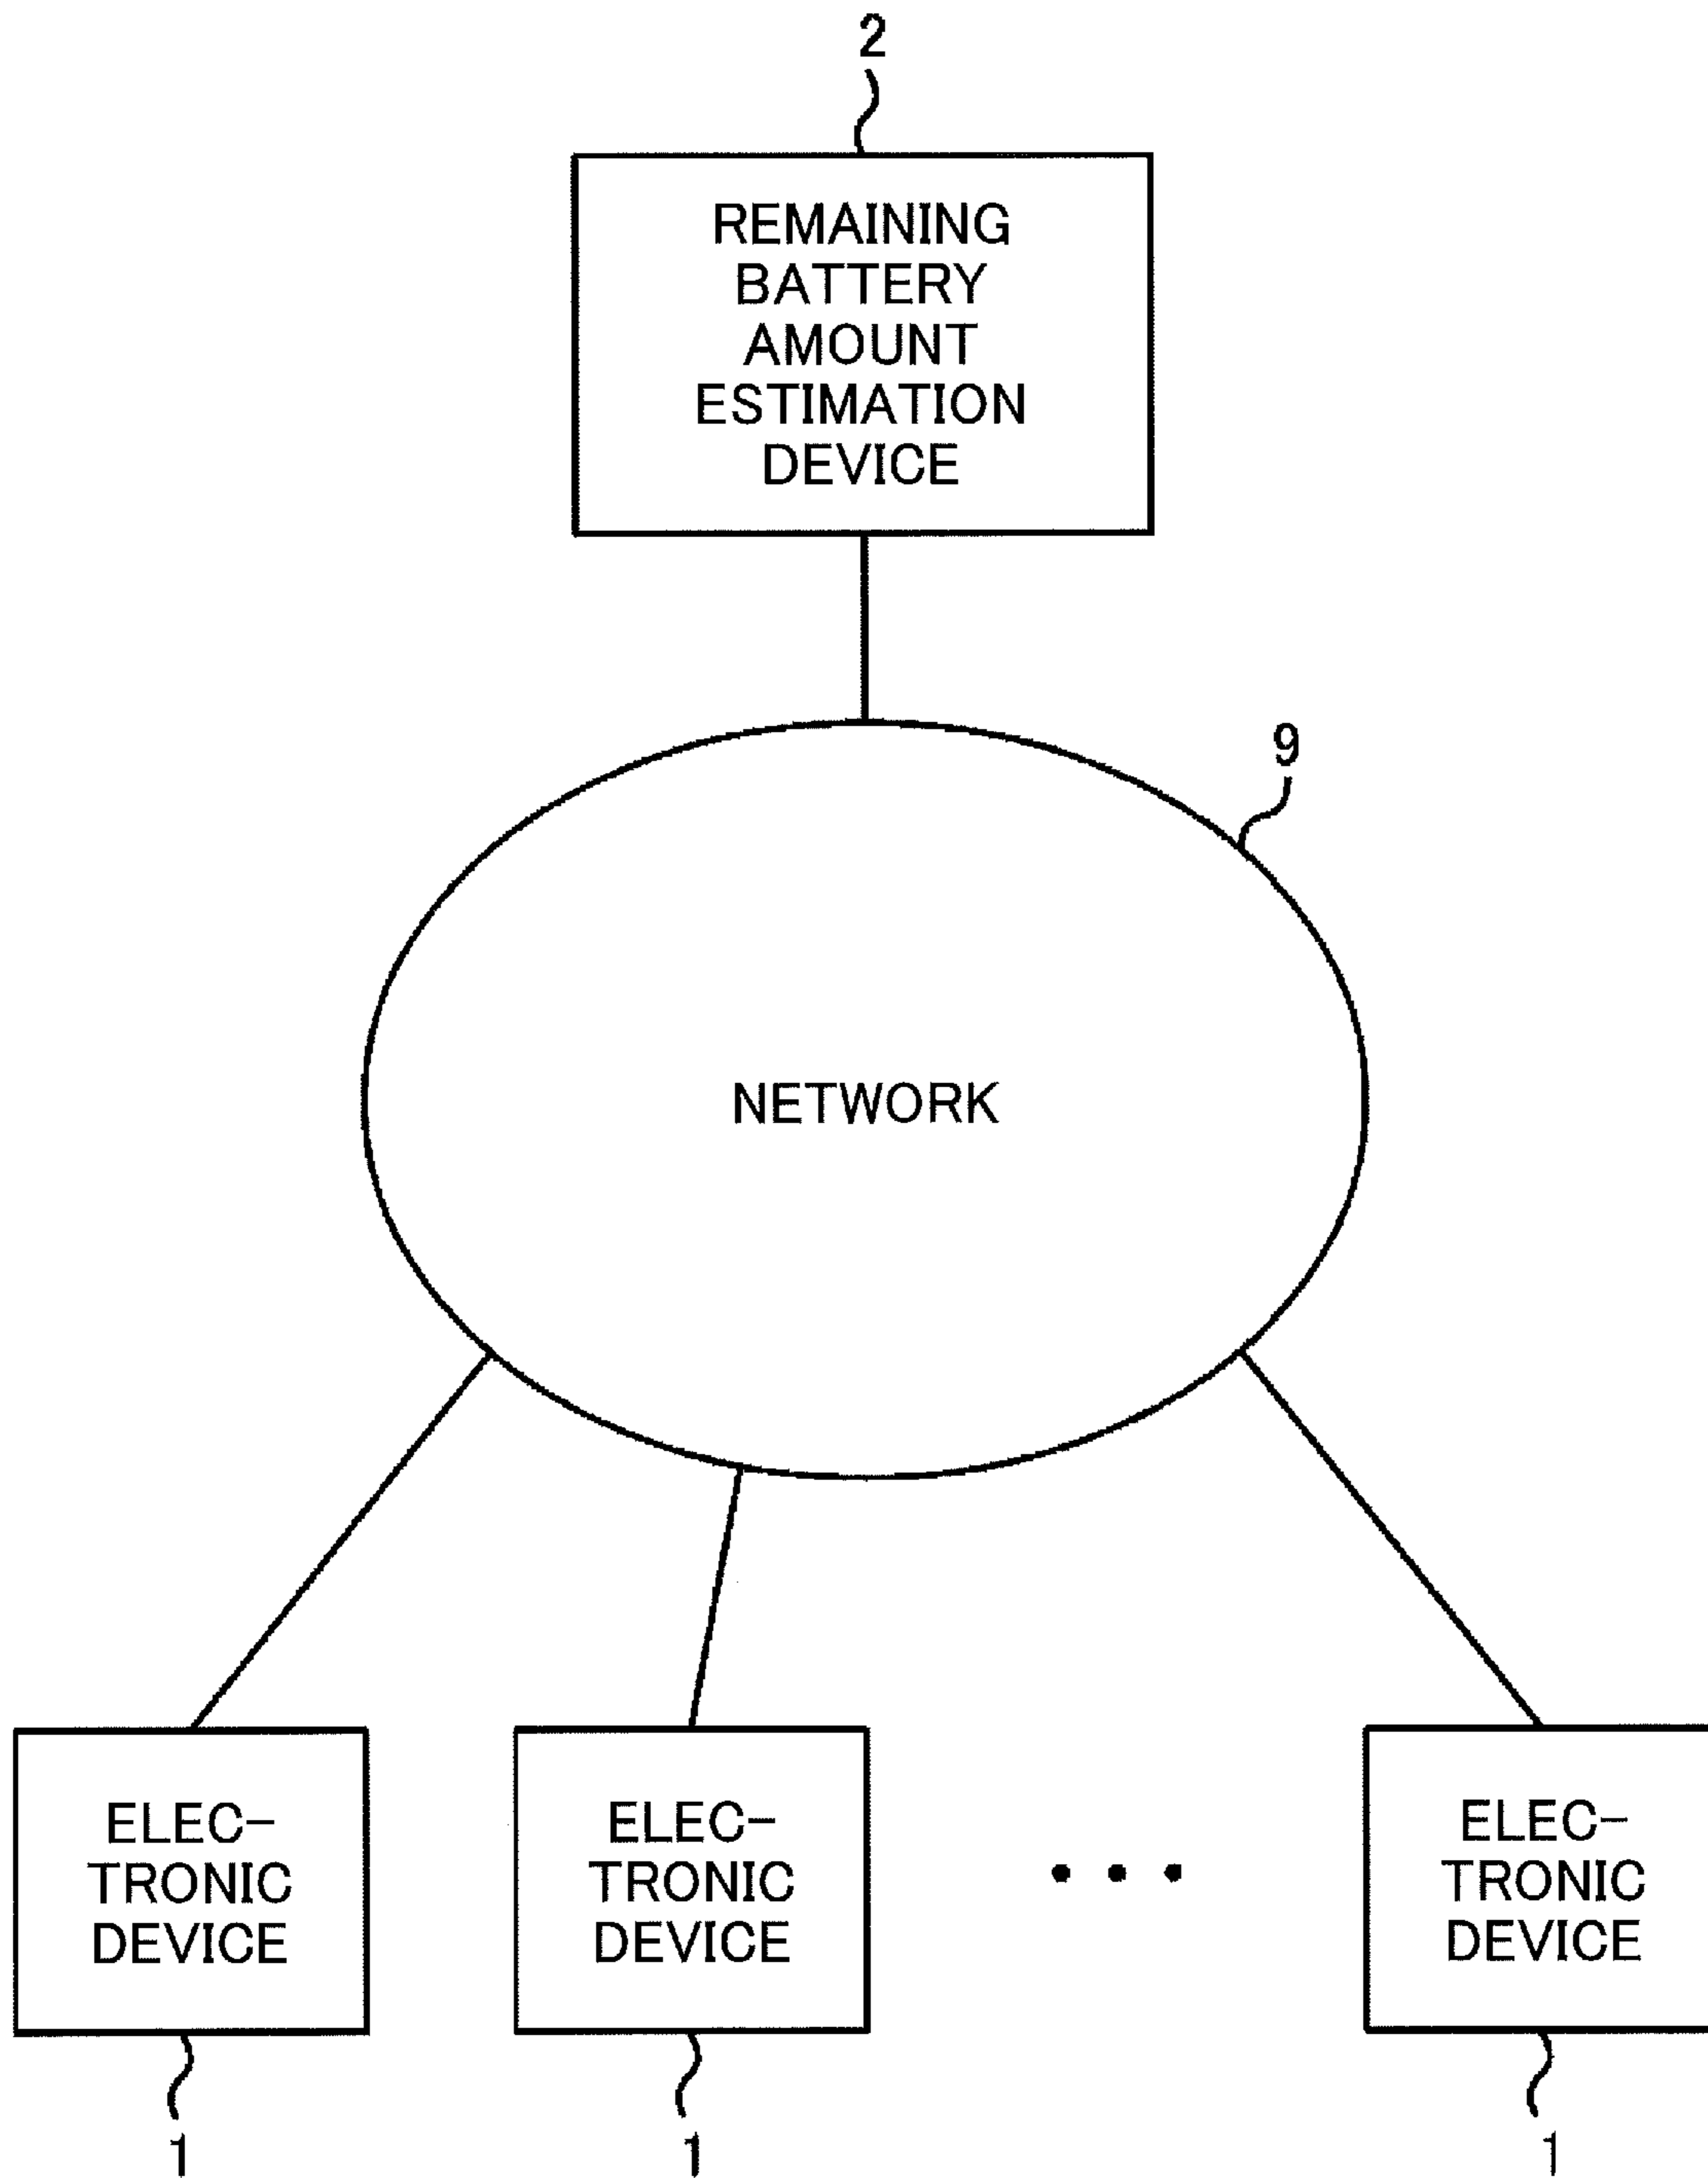 2
REMAINING
BATTERY
AMOUNT
ESTIMATION
DEVICE
9
NETWORK
ELEC-
TRONIC
DEVICE
ELEC-
TRONIC
DEVICE
• • •
ELEC-
TRONIC
DEVICE
1
1
1